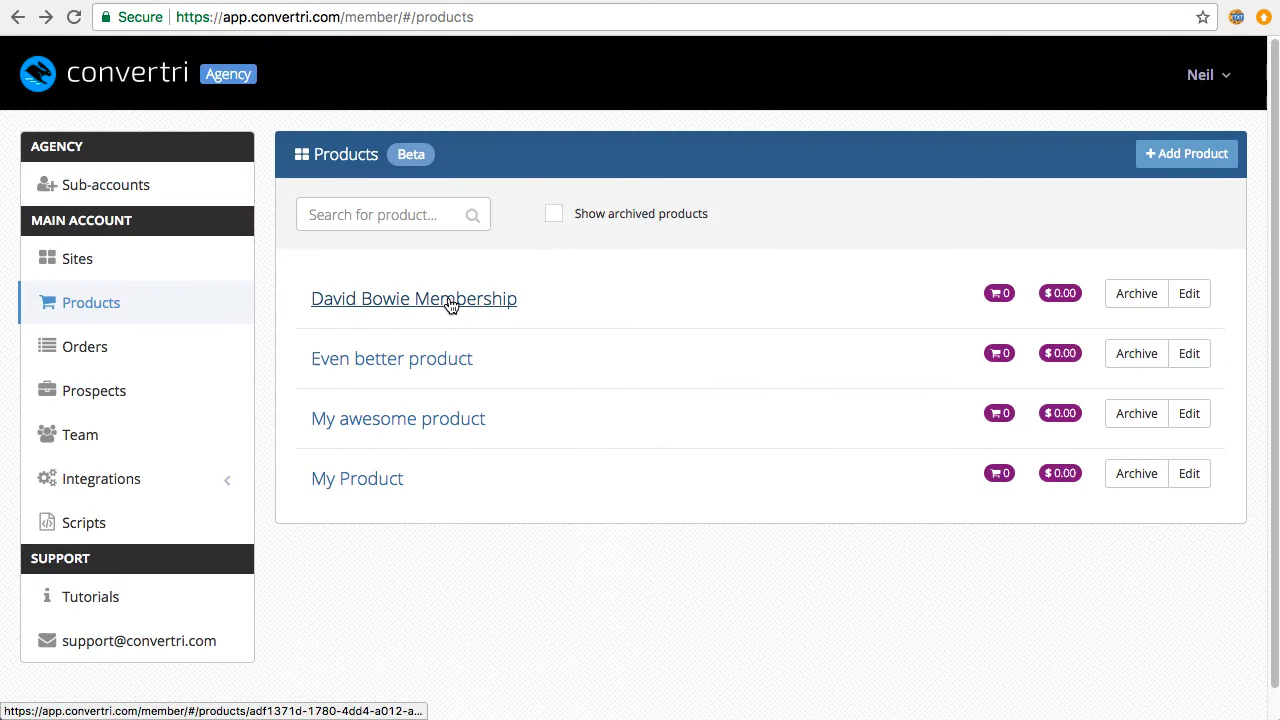 Secure https://app.convertri.com/member/#/products
convertri Agency Neil
AGENCY
Sub-accounts
MAIN ACCOUNT
Sites
Products
Orders
Prospects
Team
Integrations
Scripts
SUPPORT
Tutorials
support@convertri.com
Products Beta + Add Product
Search for product... Show archived products
David Bowie Membership 0 $ 0.00 Archive Edit
Even better product 0 $ 0.00 Archive Edit
My awesome product 0 $ 0.00 Archive Edit
My Product 0 $ 0.00 Archive Edit
https://app.convertri.com/member/#/products/adf1371d-1780-4dd4-a012-a...